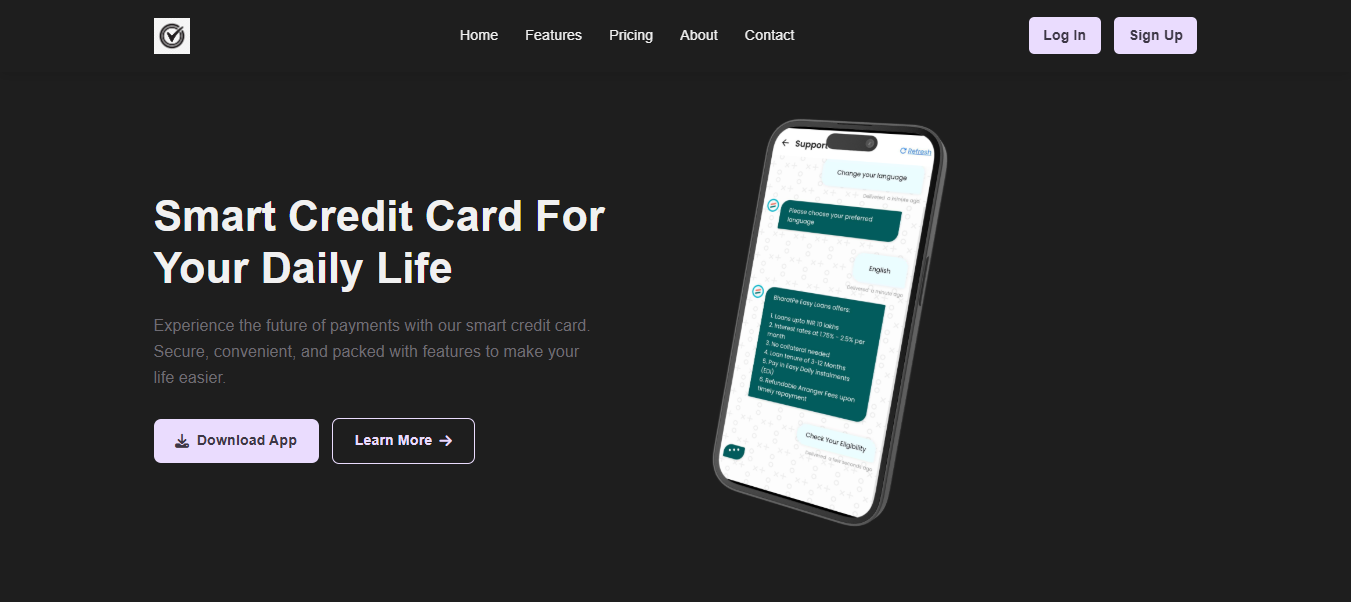 Home Features Pricing About Contact Log In Sign Up
Smart Credit Card For
Your Daily Life
Experience the future of payments with our smart credit card.
Secure, convenient, and packed with features to make your
life easier.
Download App Learn More
Support Refresh
Change your language
Delivered a minute ago
Please choose your preferred
language
English
Delivered a minute ago
BharatPe Easy Loans offers:
1. Loans upto INR 10 lakhs
2. Interest rates at 1.75% - 2.5% per
month
3. No collateral needed
4. Loan tenure of 3-12 Months
5. Pay in Easy Daily Instalments
(EDI)
6. Refundable Arranger Fees upon
timely repayment
Check Your Eligibility
Delivered a few seconds ago